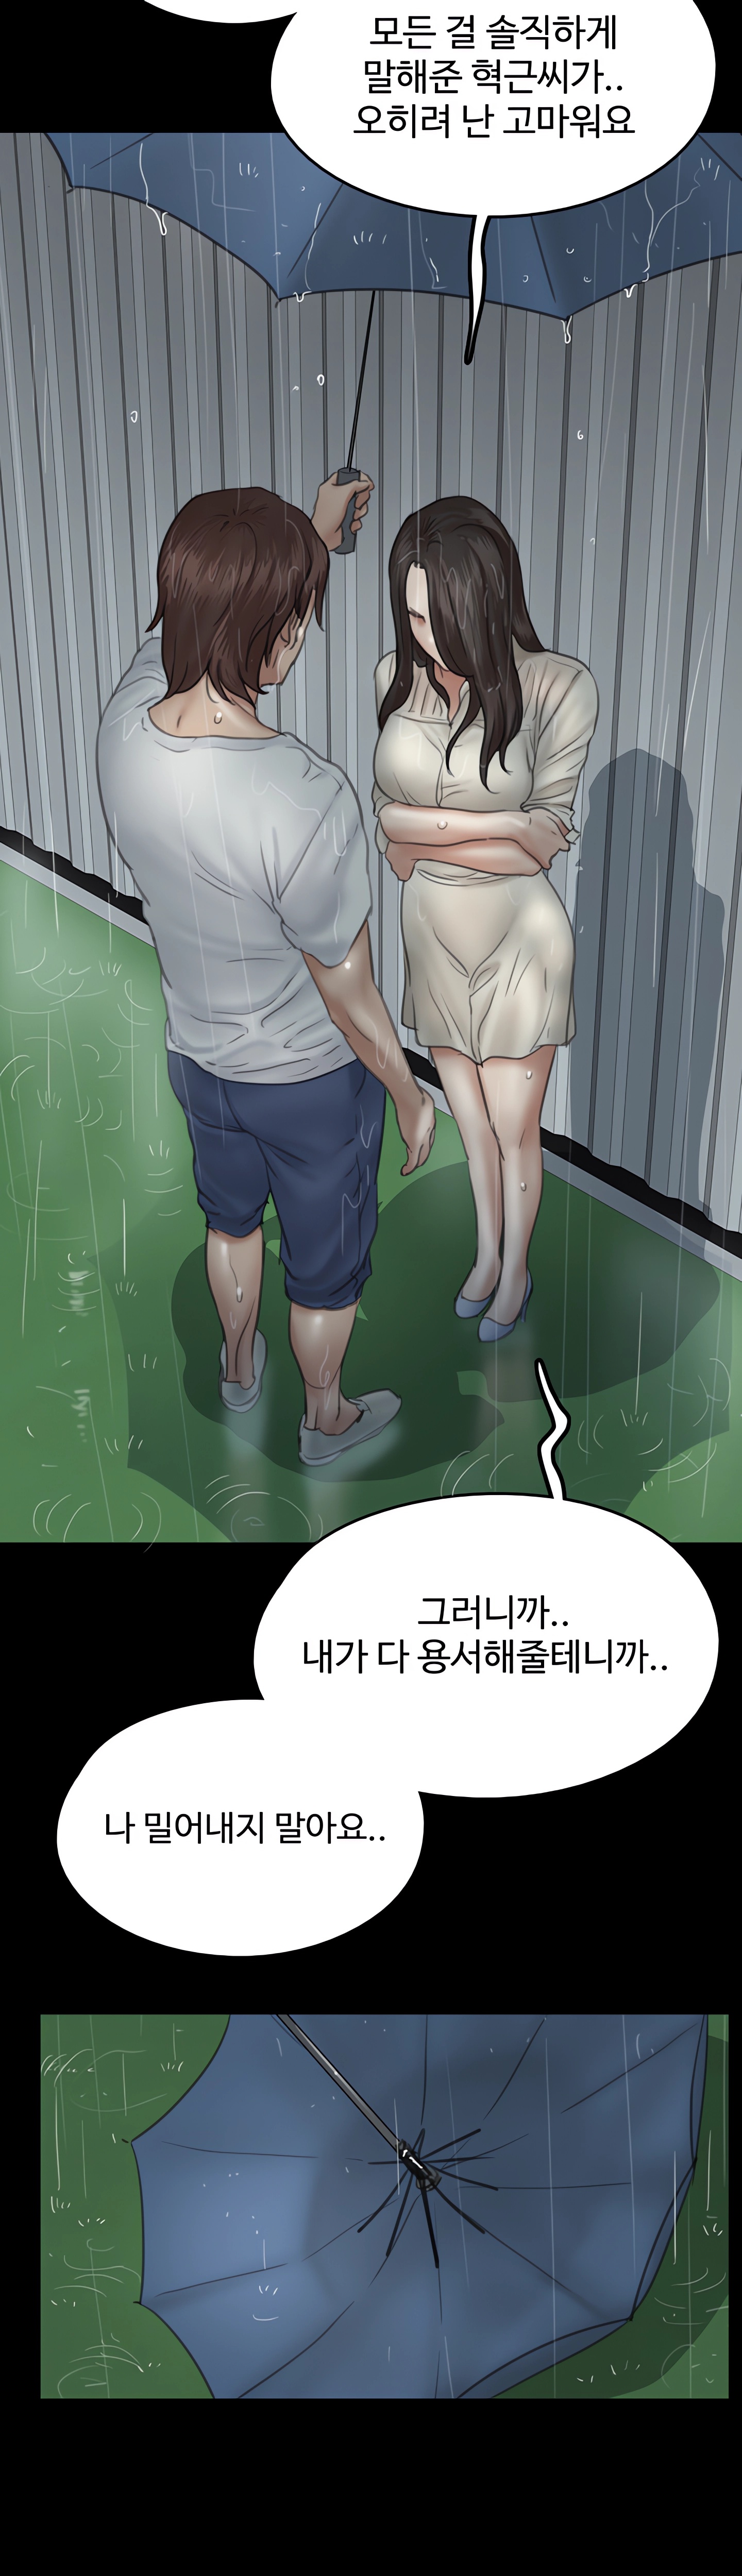 모든 걸 솔직하게
말해준 혁근씨가..
오히려 난 고마워요
그러니까..
내가 다 용서해줄테니까..
나 밀어내지 말아요..